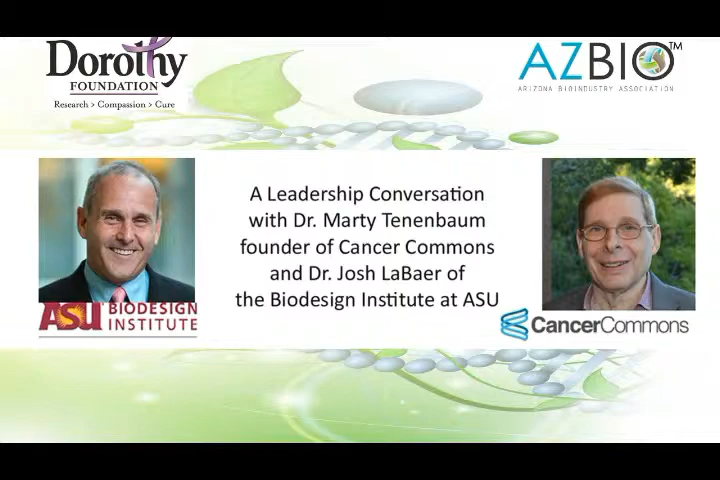 Dorothy
FOUNDATION
Research > Compassion > Cure
AZBIO™
ARIZONA BIOINDUSTRY ASSOCIATION
A Leadership Conversation
with Dr. Marty Tenenbaum
founder of Cancer Commons
and Dr. Josh LaBaer of
the Biodesign Institute at ASU
ASU BIODESIGN
INSTITUTE
CancerCommons